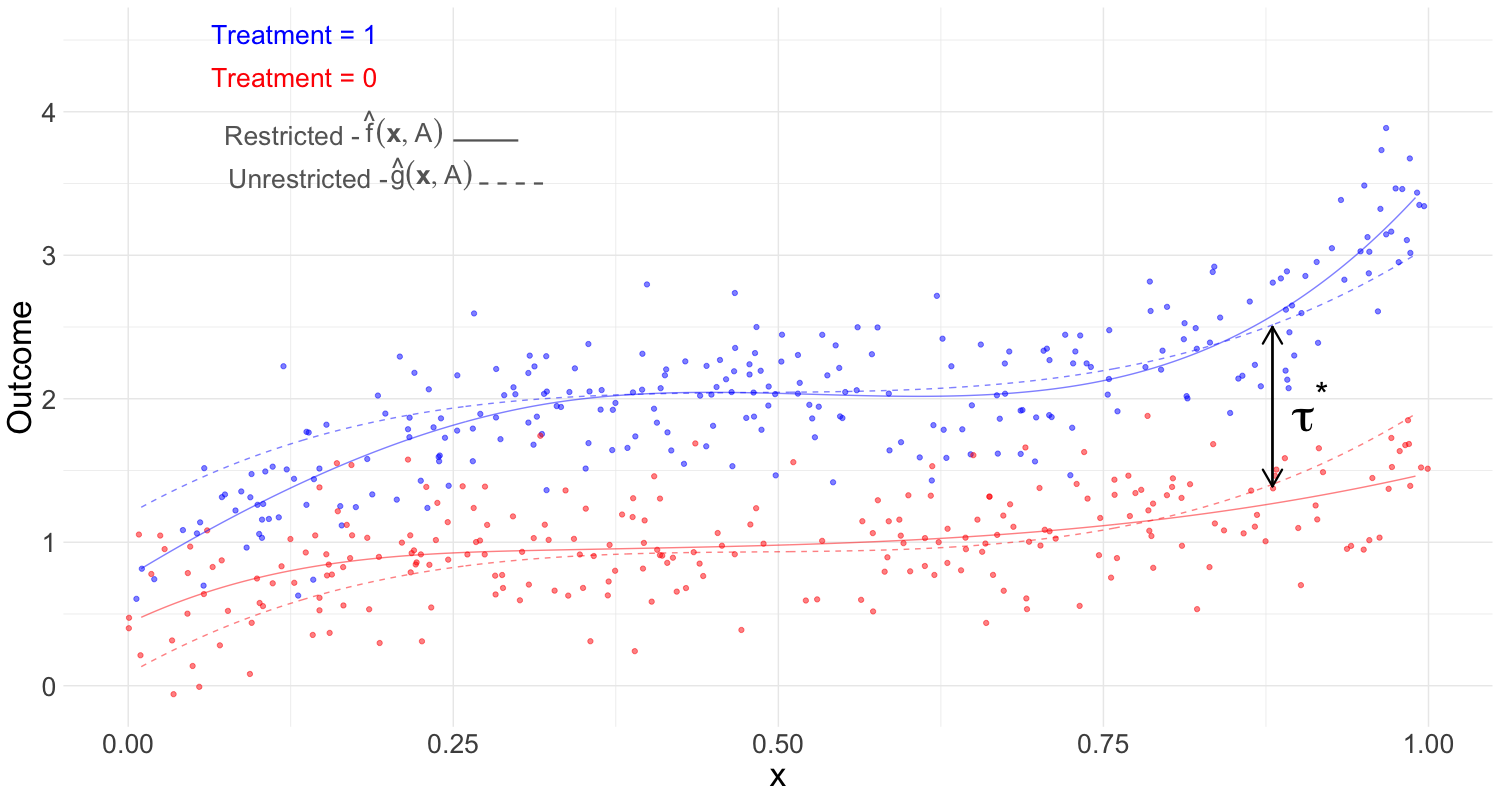 Treatment = 1
Treatment = 0
Restricted - f̂(x, A)
Unrestricted - ĝ(x, A)
4
3
2
1
0
Outcome
τ*
0.00 0.25 0.50 0.75 1.00
x